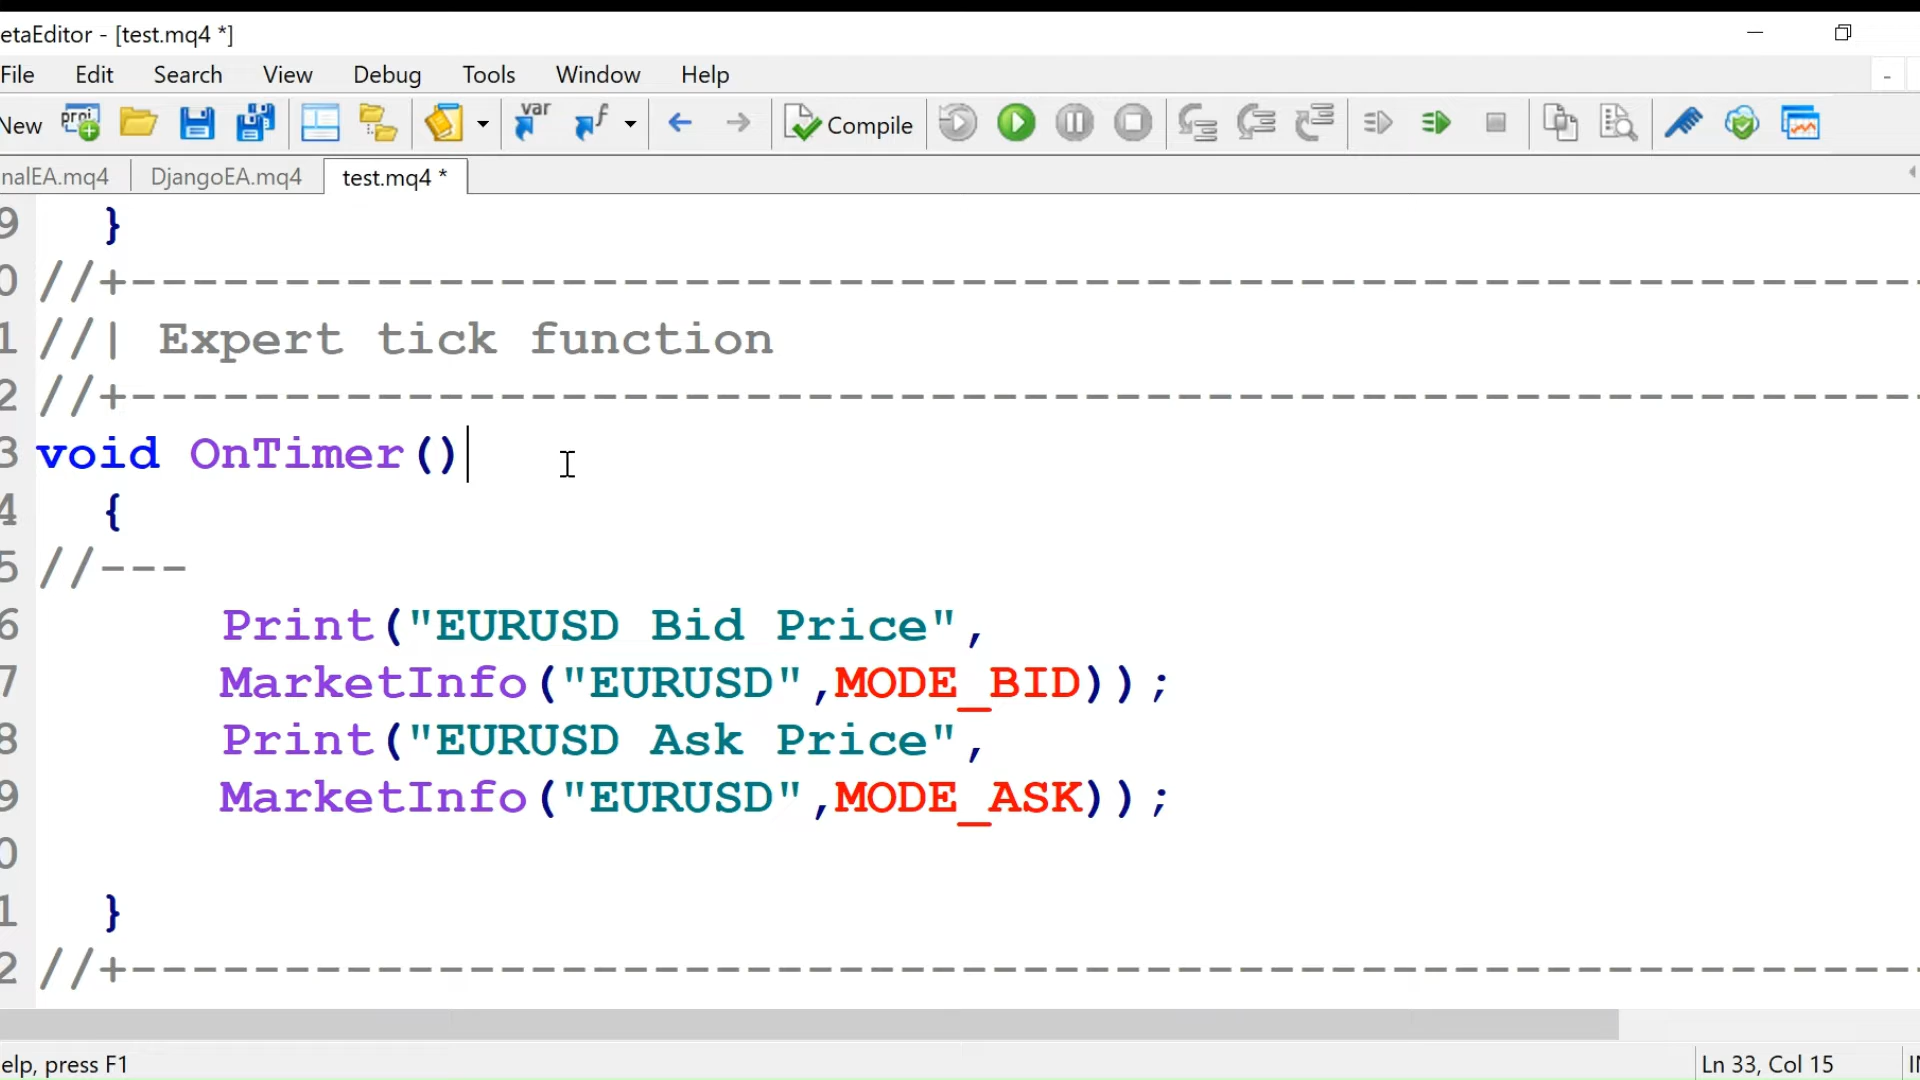 etaEditor - [test.mq4 *]
File Edit Search View Debug Tools Window Help
New proj var f Compile
nalEA.mq4 DjangoEA.mq4 test.mq4 *
9 }
0 //+------------------------------------------------------------
1 //| Expert tick function
2 //+------------------------------------------------------------
3 void OnTimer()
4 {
5 //---
6 Print("EURUSD Bid Price",
7 MarketInfo("EURUSD",MODE_BID));
8 Print("EURUSD Ask Price",
9 MarketInfo("EURUSD",MODE_ASK));
0
1 }
2 //+------------------------------------------------------------
elp, press F1 Ln 33, Col 15